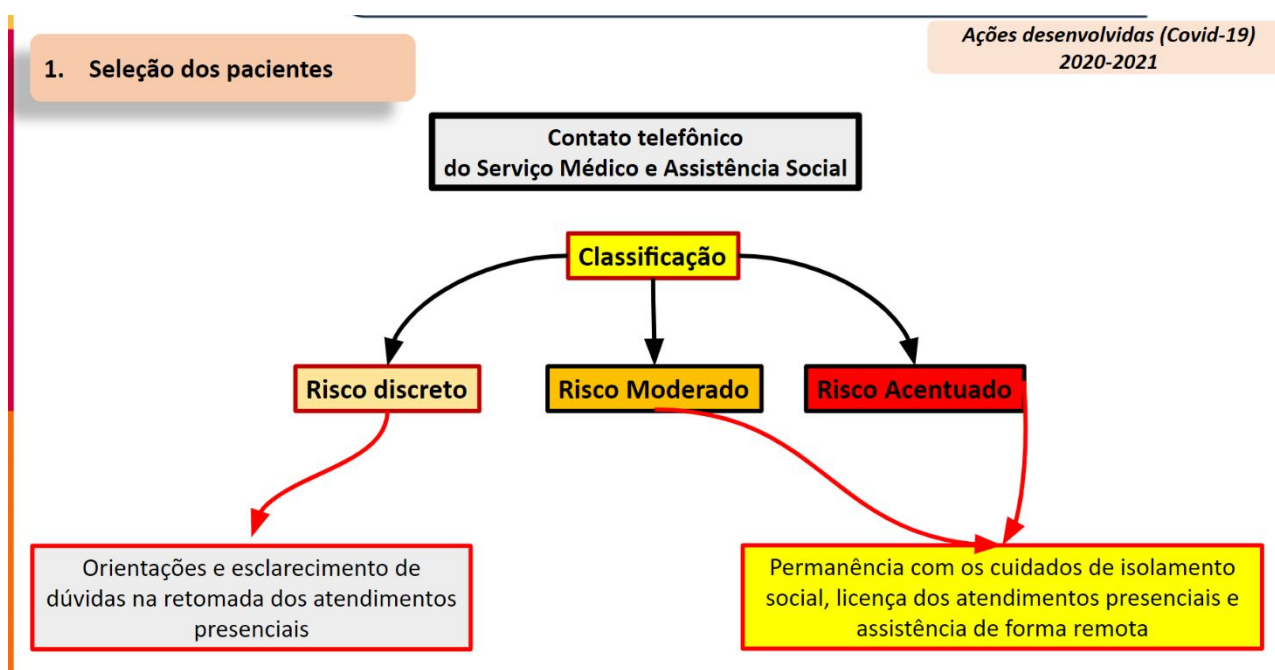 Ações desenvolvidas (Covid-19)
2020-2021
1. Seleção dos pacientes
Contato telefônico
do Serviço Médico e Assistência Social
Classificação
Risco discreto
Risco Moderado
Risco Acentuado
Orientações e esclarecimento de
dúvidas na retomada dos atendimentos
presenciais
Permanência com os cuidados de isolamento
social, licença dos atendimentos presenciais e
assistência de forma remota